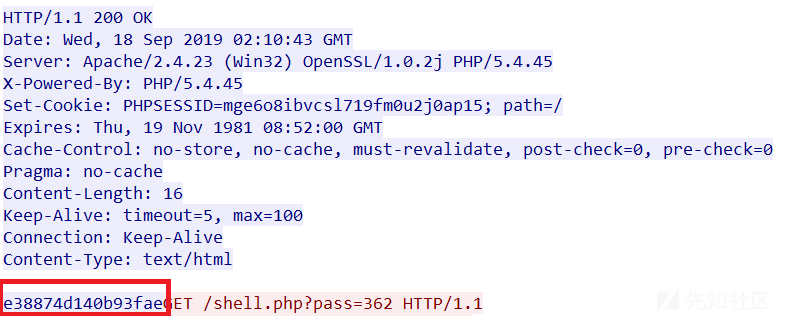 HTTP/1.1 200 OK
Date: Wed, 18 Sep 2019 02:10:43 GMT
Server: Apache/2.4.23 (Win32) OpenSSL/1.0.2j PHP/5.4.45
X-Powered-By: PHP/5.4.45
Set-Cookie: PHPSESSID=mge6o8ibvcsl719fm0u2j0ap15; path=/
Expires: Thu, 19 Nov 1981 08:52:00 GMT
Cache-Control: no-store, no-cache, must-revalidate, post-check=0, pre-check=0
Pragma: no-cache
Content-Length: 16
Keep-Alive: timeout=5, max=100
Connection: Keep-Alive
Content-Type: text/html
e38874d140b93faeGET /shell.php?pass=362 HTTP/1.1
先知社区